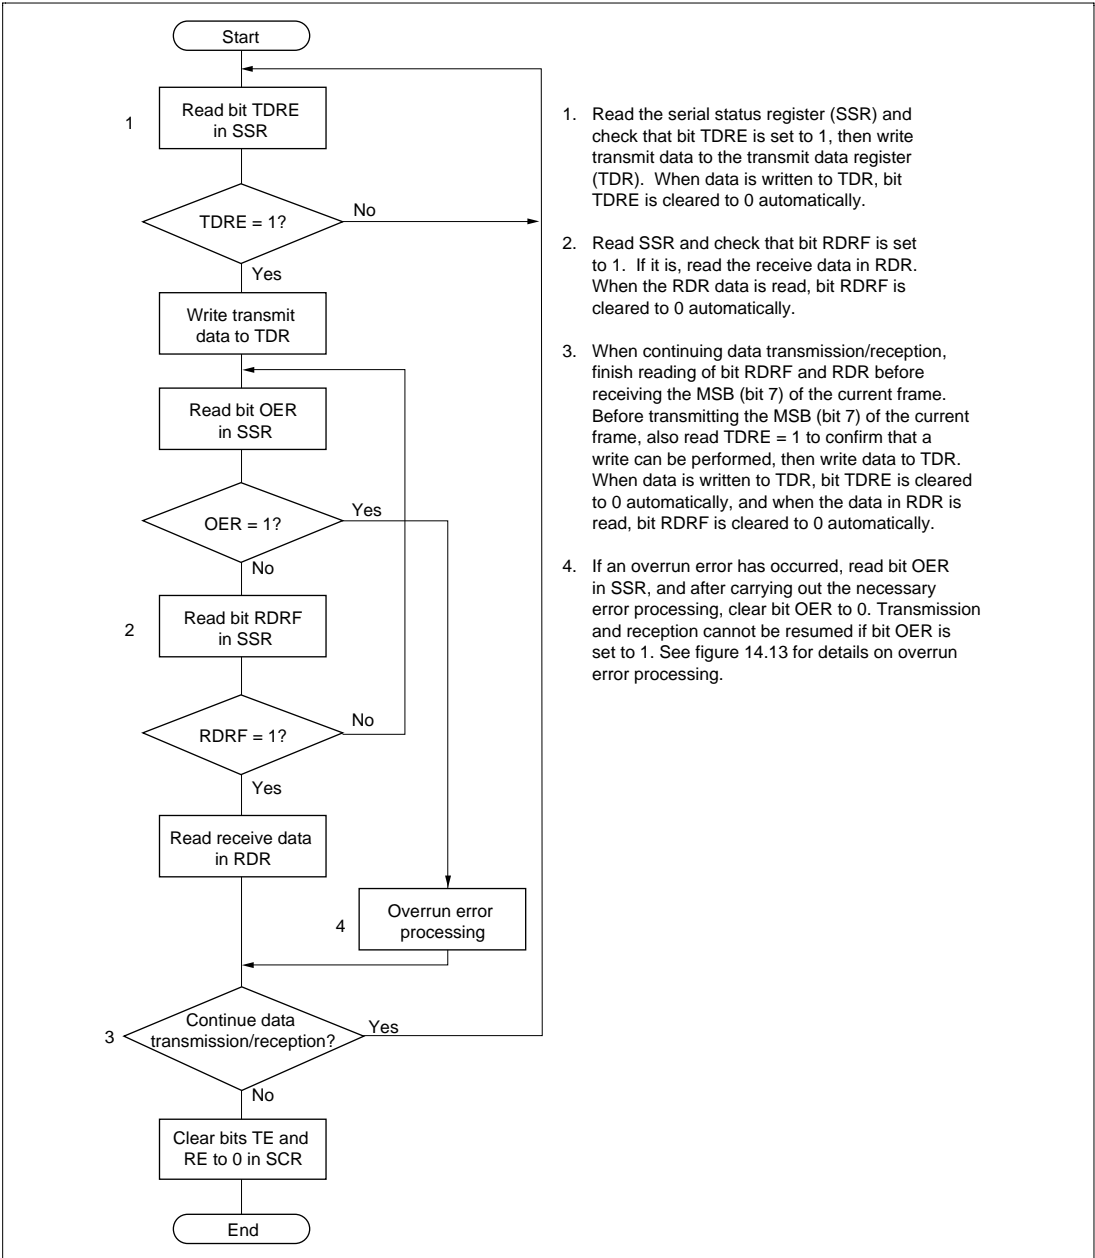 Start
1
Read bit TDRE
in SSR
TDRE = 1?
No
Yes
Write transmit
data to TDR
Read bit OER
in SSR
OER = 1?
Yes
No
2
Read bit RDRF
in SSR
RDRF = 1?
No
Yes
Read receive data
in RDR
4
Overrun error
processing
3
Continue data
transmission/reception?
Yes
No
Clear bits TE and
RE to 0 in SCR
End
1. Read the serial status register (SSR) and
check that bit TDRE is set to 1, then write
transmit data to the transmit data register
(TDR). When data is written to TDR, bit
TDRE is cleared to 0 automatically.
2. Read SSR and check that bit RDRF is set
to 1. If it is, read the receive data in RDR.
When the RDR data is read, bit RDRF is
cleared to 0 automatically.
3. When continuing data transmission/reception,
finish reading of bit RDRF and RDR before
receiving the MSB (bit 7) of the current frame.
Before transmitting the MSB (bit 7) of the current
frame, also read TDRE = 1 to confirm that a
write can be performed, then write data to TDR.
When data is written to TDR, bit TDRE is cleared
to 0 automatically, and when the data in RDR is
read, bit RDRF is cleared to 0 automatically.
4. If an overrun error has occurred, read bit OER
in SSR, and after carrying out the necessary
error processing, clear bit OER to 0. Transmission
and reception cannot be resumed if bit OER is
set to 1. See figure 14.13 for details on overrun
error processing.